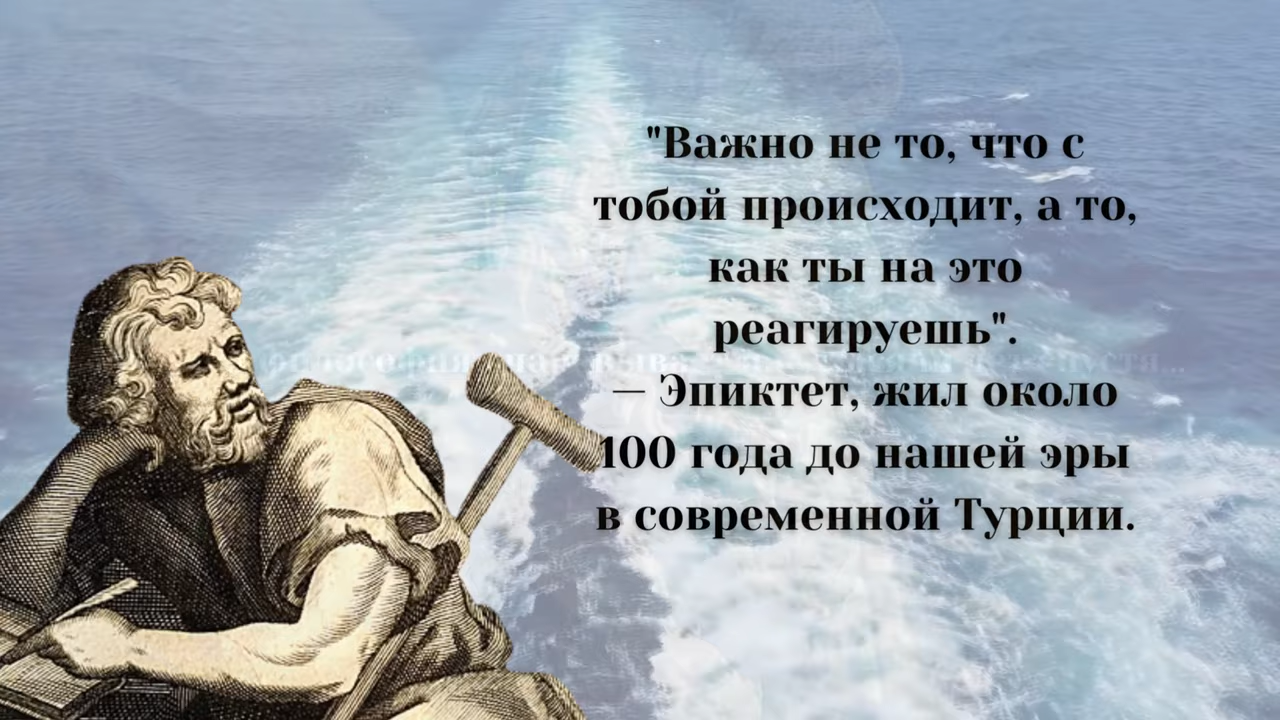 "Важно не то, что с
тобой происходит, а то,
как ты на это
реагируешь".
— Эпиктет, жил около
100 года до нашей эры
в современной Турции.